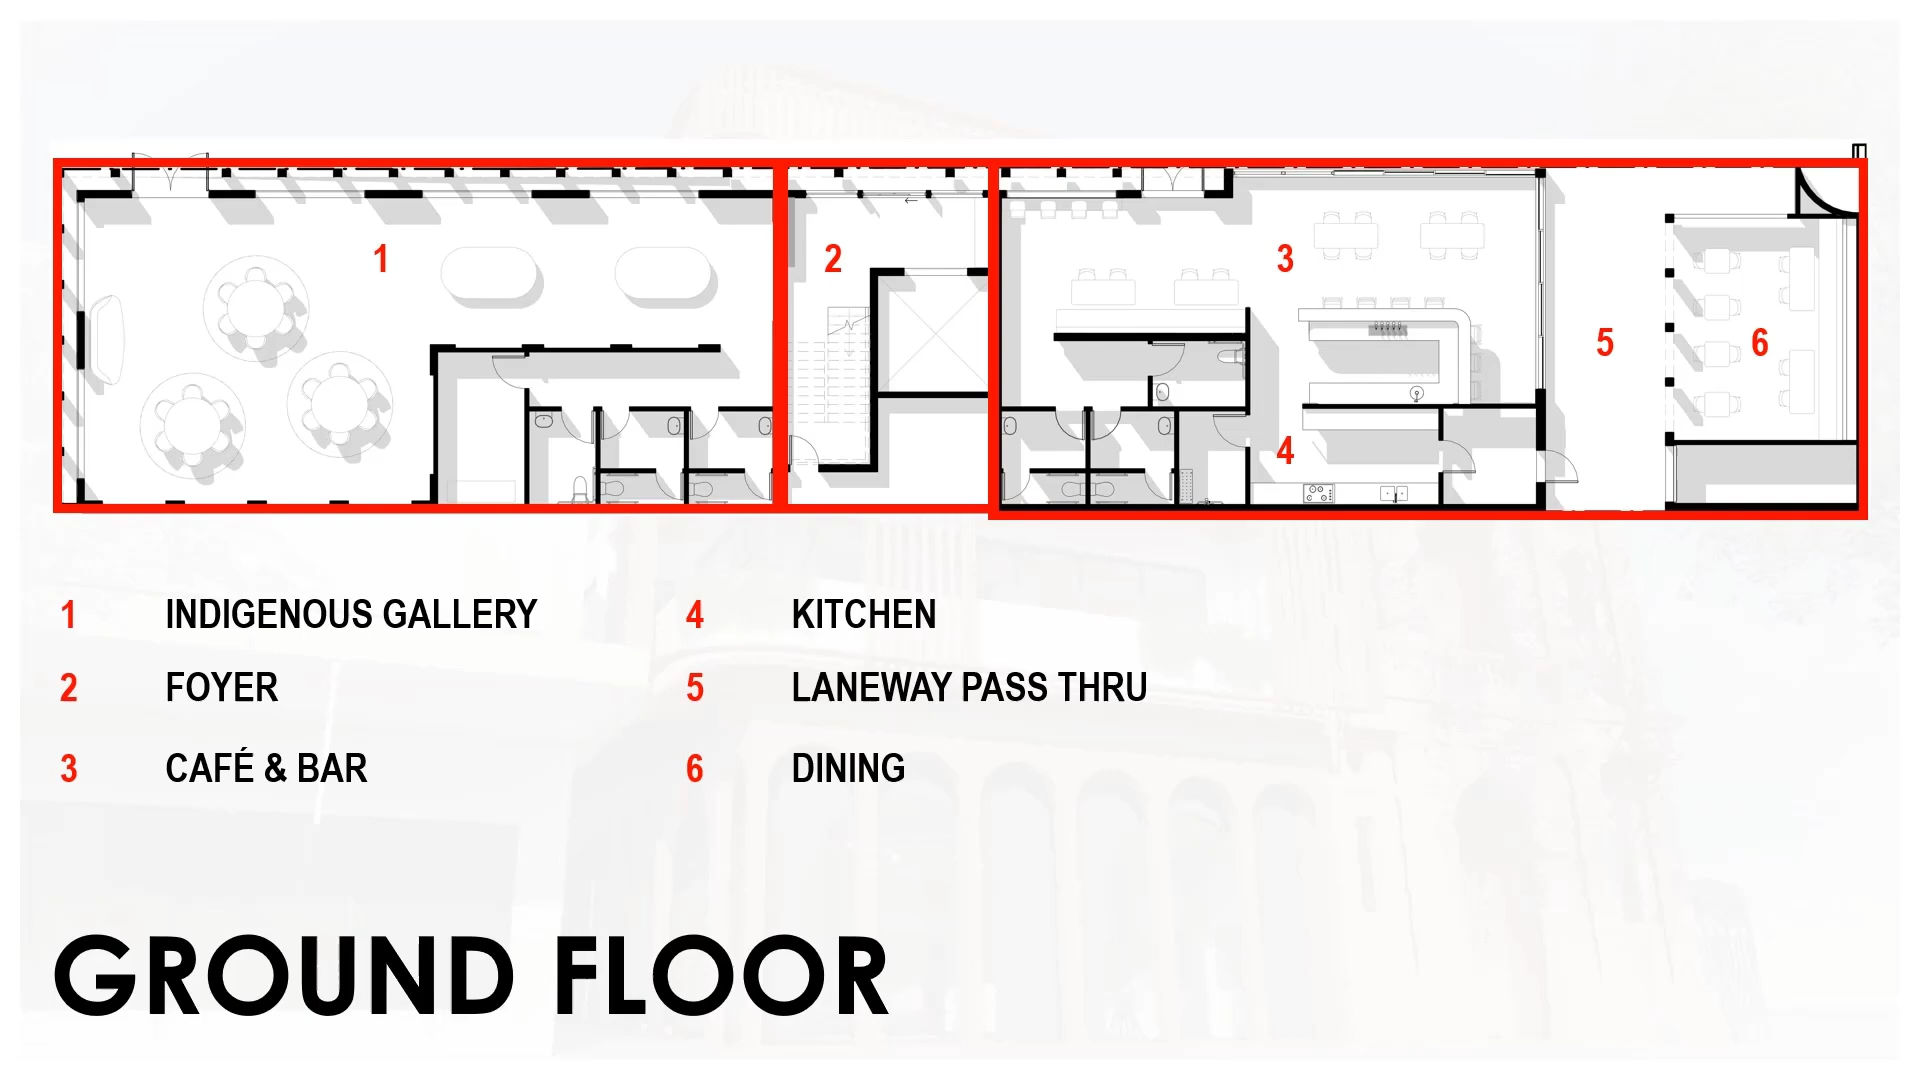 1 2 3 4 5 6
1 INDIGENOUS GALLERY
2 FOYER
3 CAFÉ & BAR
4 KITCHEN
5 LANEWAY PASS THRU
6 DINING
GROUND FLOOR